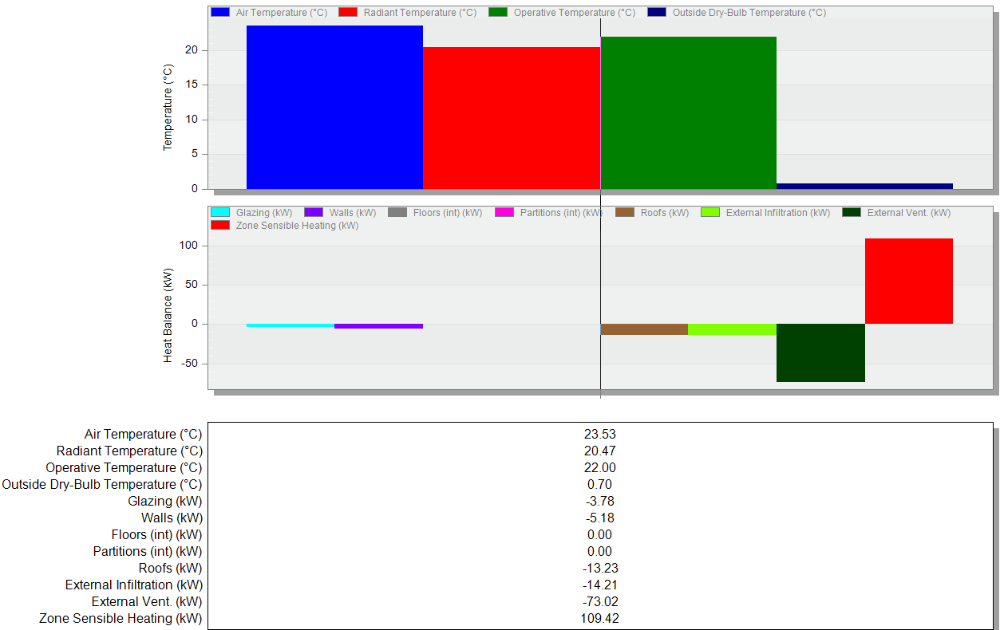 Air Temperature (°C) Radiant Temperature (°C) Operative Temperature (°C) Outside Dry-Bulb Temperature (°C)
Temperature (°C)
20
15
10
5
0
Glazing (kW) Walls (kW) Floors (int) (kW) Partitions (int) (kW) Roofs (kW) External Infiltration (kW) External Vent. (kW)
Zone Sensible Heating (kW)
Heat Balance (kW)
100
50
0
-50
Air Temperature (°C) 23.53
Radiant Temperature (°C) 20.47
Operative Temperature (°C) 22.00
Outside Dry-Bulb Temperature (°C) 0.70
Glazing (kW) -3.78
Walls (kW) -5.18
Floors (int) (kW) 0.00
Partitions (int) (kW) 0.00
Roofs (kW) -13.23
External Infiltration (kW) -14.21
External Vent. (kW) -73.02
Zone Sensible Heating (kW) 109.42